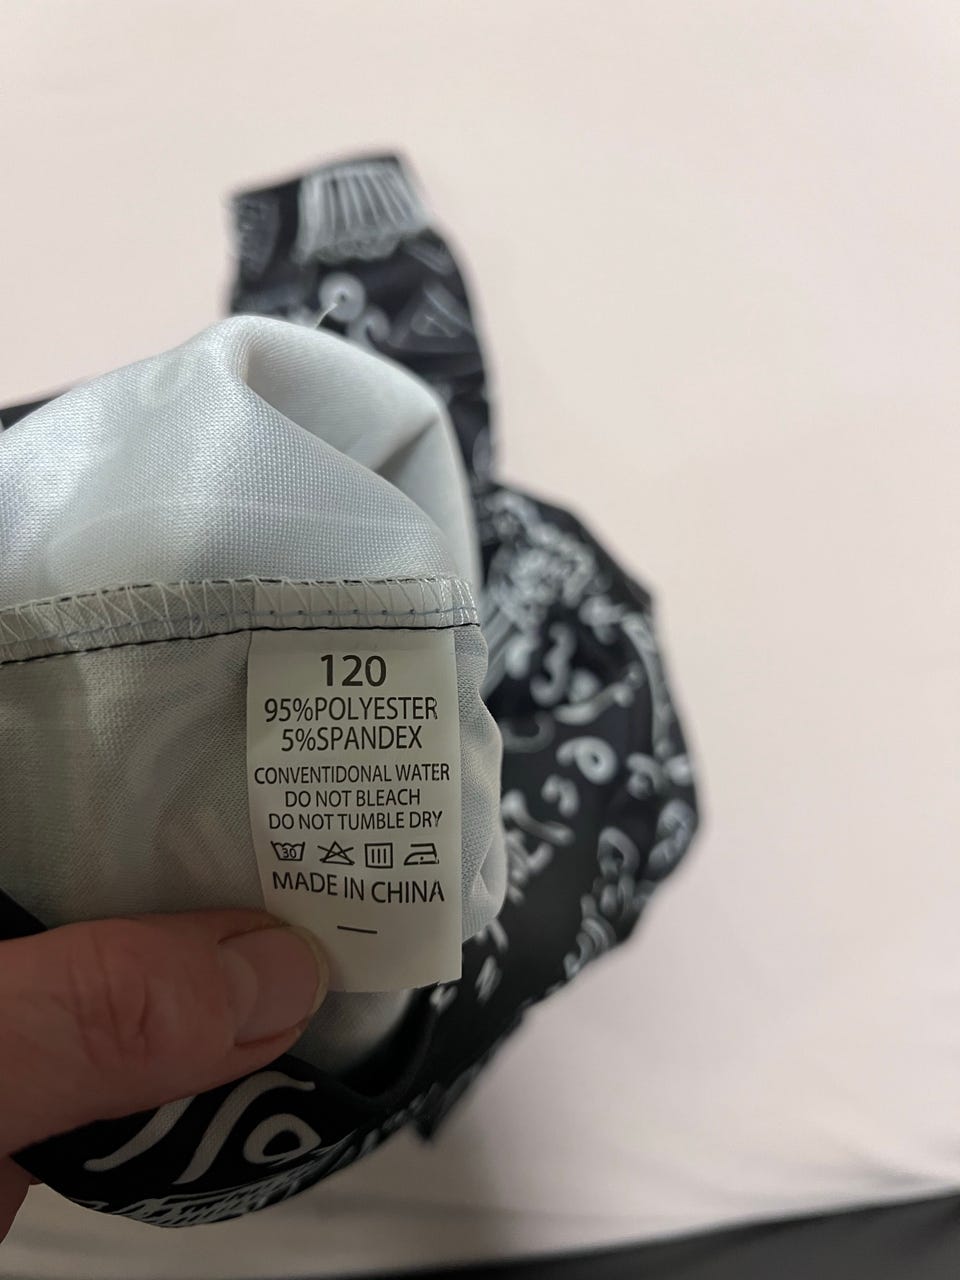 120
95%POLYESTER
5%SPANDEX
CONVENTIDONAL WATER
DO NOT BLEACH
DO NOT TUMBLE DRY
30
MADE IN CHINA